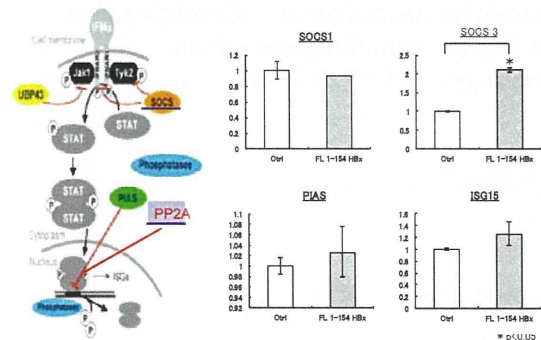 IFNα
Cell membrane
P
Jak1
Tyk2
P
P
P
UBP43
SOCS
P
STAT
STAT
Phosphatases
STAT
P
P
STAT
PIAS
PP2A
Cytoplasm
Nucleus
P
P
ISGs
Phosphatases
P
P
SOCS1
1.2
1
0.8
0.6
0.4
0.2
0
Ctrl
FL 1-154 HBx
SOCS 3
*
2.5
2
1.5
1
0.5
0
Ctrl
FL 1-154 HBx
PIAS
1.1
1.08
1.06
1.04
1.02
1
0.98
0.96
0.94
0.92
Ctrl
FL 1-154 HBx
ISG15
1.6
1.4
1.2
1
0.8
0.6
0.4
0.2
0
Ctrl
FL 1-154 HBx
* p<0.05